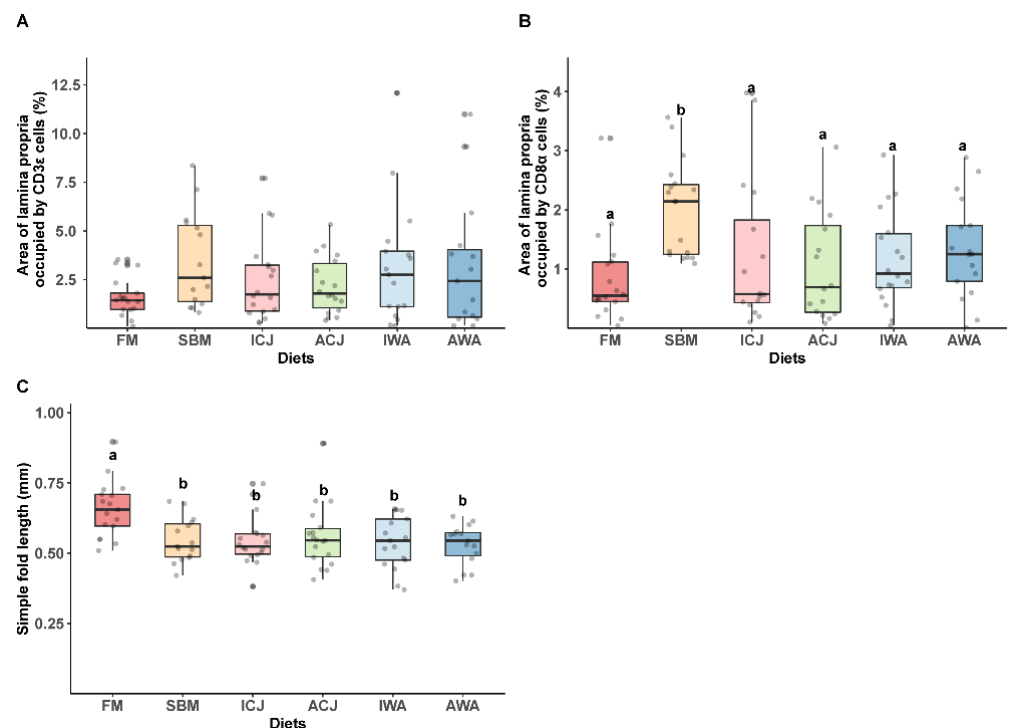 A
Area of lamina propria
occupied by CD3ε cells (%)
12.5
10.0
7.5
5.0
2.5
FM SBM ICJ ACJ IWA AWA
Diets
B
Area of lamina propria
occupied by CD8α cells (%)
4
3
2
1
a b a a a a
FM SBM ICJ ACJ IWA AWA
Diets
C
Simple fold length (mm)
1.00
0.75
0.50
0.25
a b b b b b
FM SBM ICJ ACJ IWA AWA
Diets